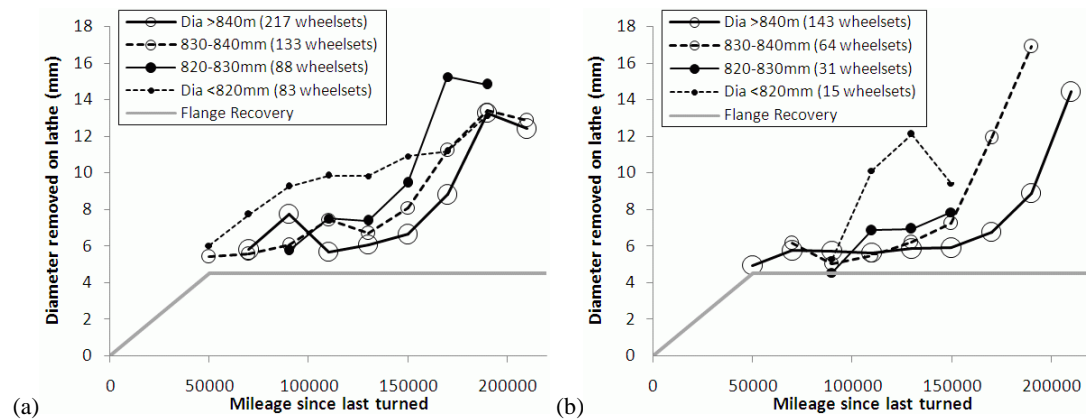 Diameter removed on lathe (mm)
18
16
14
12
10
8
6
4
2
0
Dia >840m (217 wheelsets)
830-840mm (133 wheelsets)
820-830mm (88 wheelsets)
Dia <820mm (83 wheelsets)
Flange Recovery
0 50000 100000 150000 200000
Mileage since last turned
(a)
Diameter removed on lathe (mm)
18
16
14
12
10
8
6
4
2
0
Dia >840m (143 wheelsets)
830-840mm (64 wheelsets)
820-830mm (31 wheelsets)
Dia <820mm (15 wheelsets)
Flange Recovery
0 50000 100000 150000 200000
Mileage since last turned
(b)